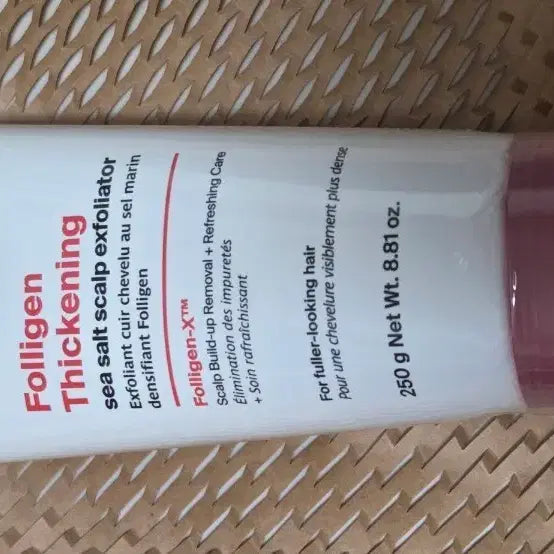 Folligen
Thickening
sea salt scalp exfoliator
Exfoliant cuir chevelu au sel marin
densifiant Folligen
Folligen-X™
Scalp Build-up Removal + Refreshing Care
Élimination des impuretés
+ Soin rafraîchissant
For fuller-looking hair
Pour une chevelure visiblement plus dense
250 g Net Wt. 8.81 oz.